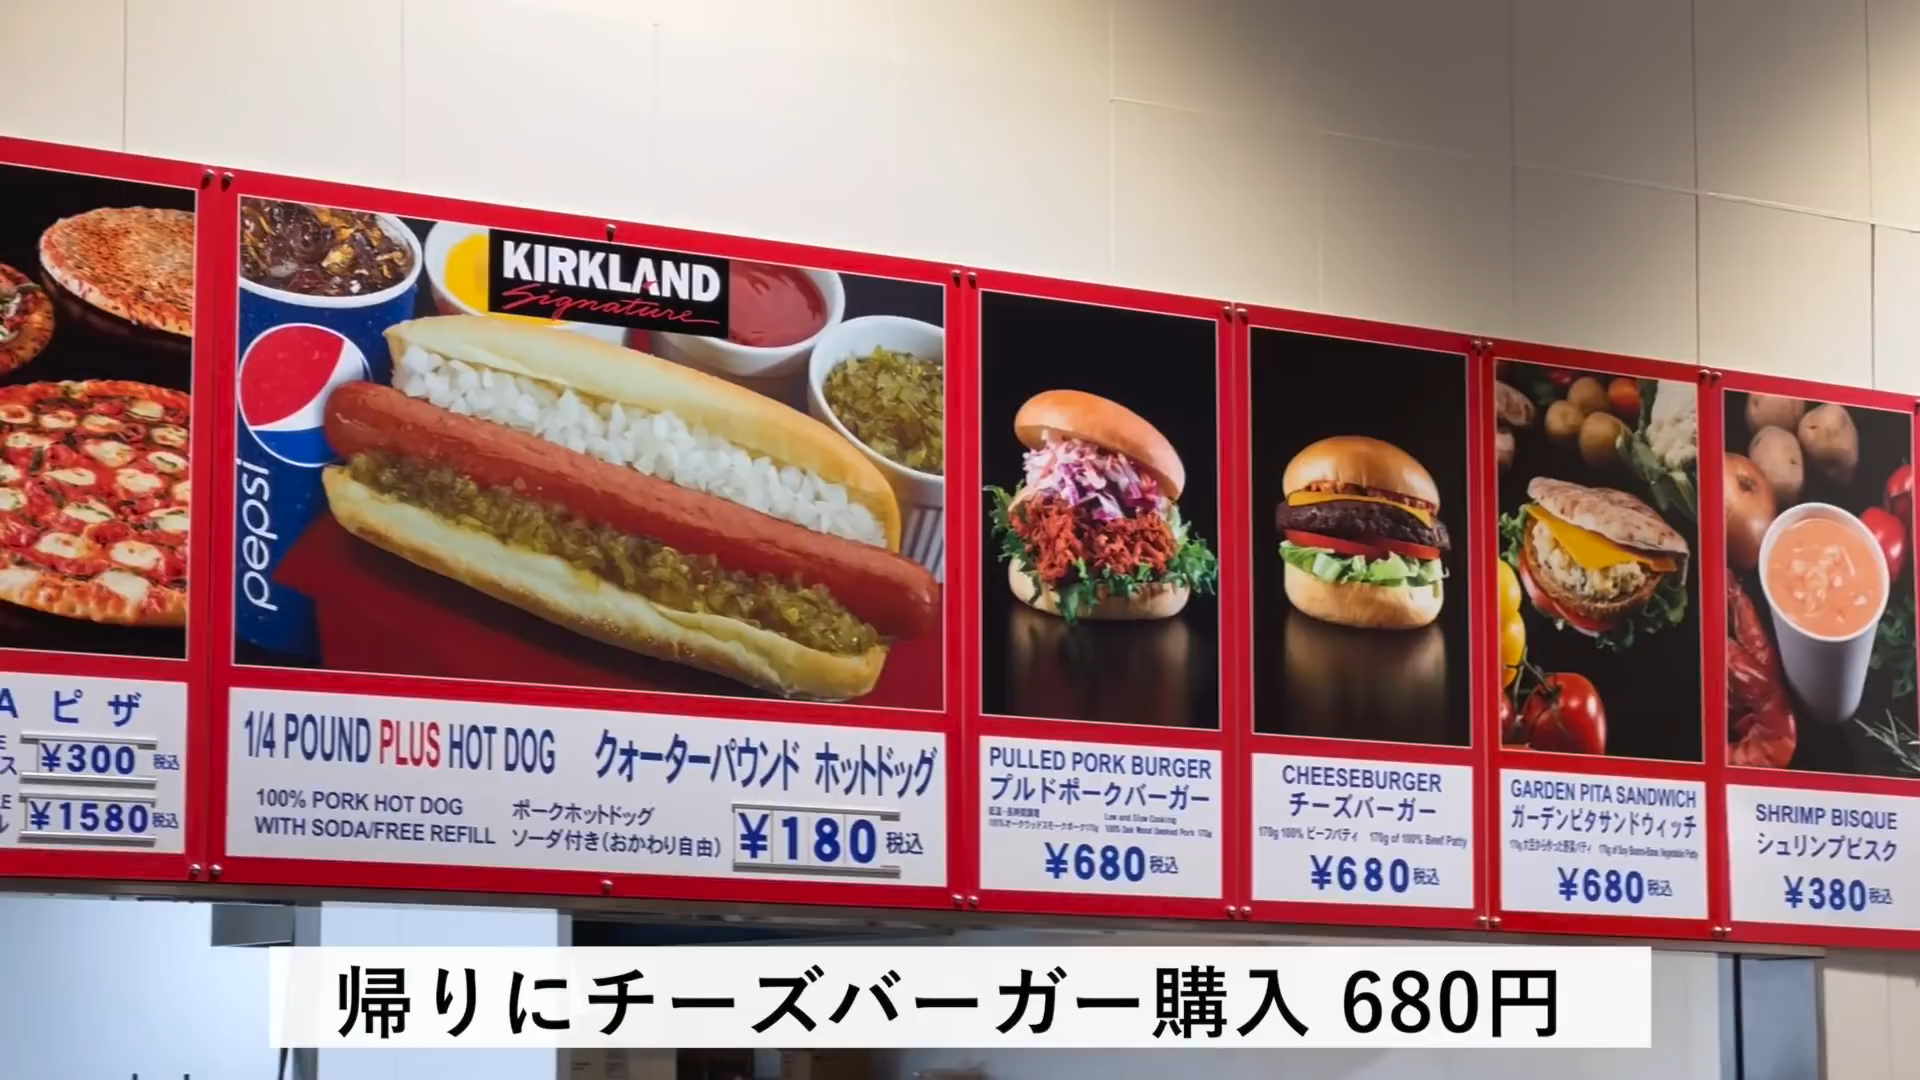 KIRKLAND
Signature
pepsi
A ピザ
¥300 税込
¥1580 税込
1/4 POUND PLUS HOT DOG クォーターパウンド ホットドッグ
100% PORK HOT DOG
WITH SODA/FREE REFILL
ポークホットドッグ
ソーダ付き(おかわり自由)
¥180 税込
PULLED PORK BURGER
プルドポークバーガー
¥680 税込
CHEESEBURGER
チーズバーガー
170g 100% ビーフパティ 170g of 100% Beef Patty
¥680 税込
GARDEN PITA SANDWICH
ガーデンピタサンドウィッチ
¥680 税込
SHRIMP BISQUE
シュリンプビスク
¥380 税込
帰りにチーズバーガー購入 680円